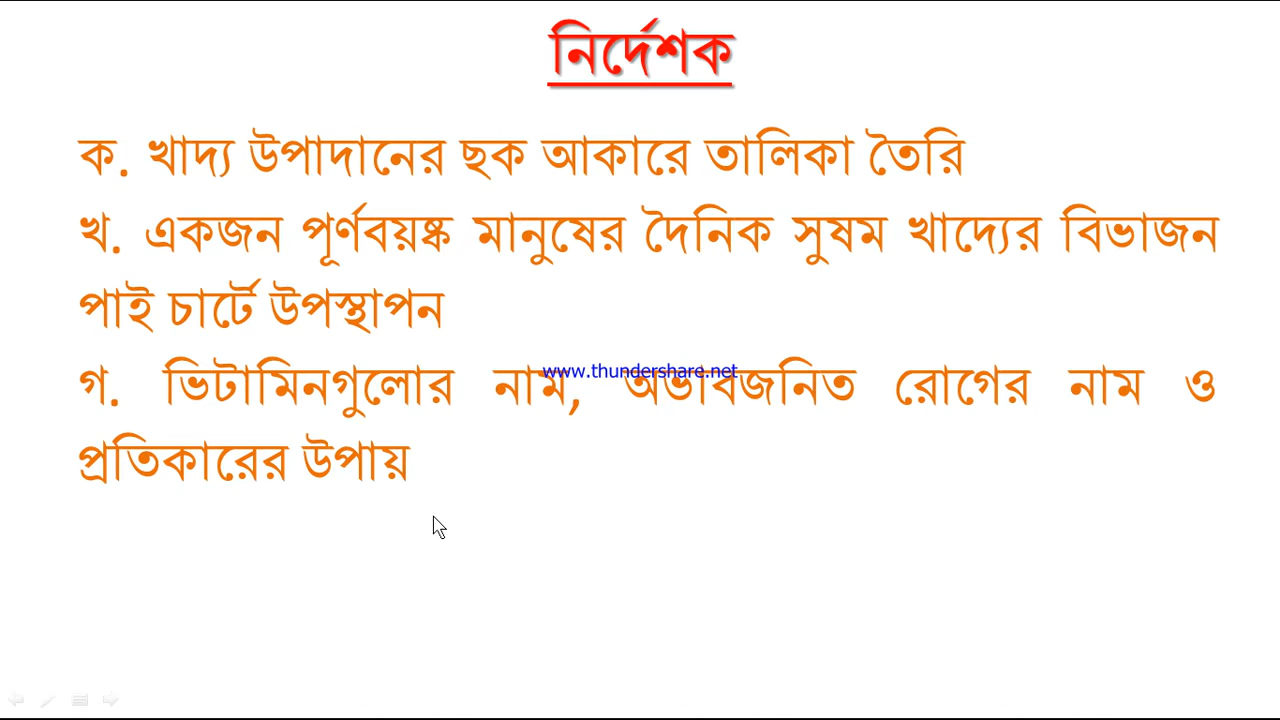 নির্দেশক
ক. খাদ্য উপাদানের ছক আকারে তালিকা তৈরি
খ. একজন পূর্ণবয়ষ্ক মানুষের দৈনিক সুষম খাদ্যের বিভাজন
পাই চার্টে উপস্থাপন
গ. ভিটামিনগুলোর নাম, অভাবজনিত রোগের নাম ও
www.thundershare.net
প্রতিকারের উপায়